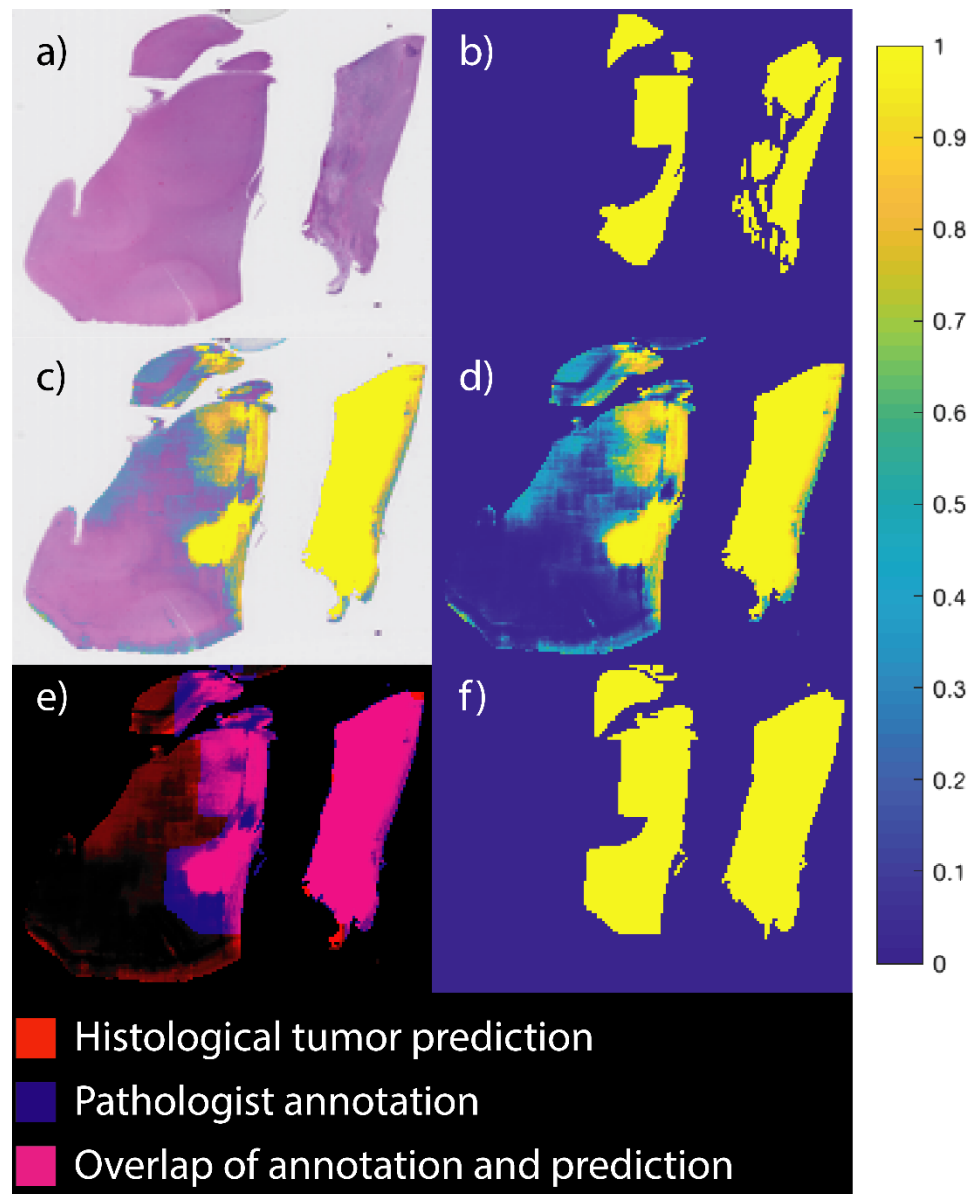 a)
b)
1
0.9
0.8
0.7
c)
d)
0.6
0.5
0.4
0.3
e)
f)
0.2
0.1
0
Histological tumor prediction
Pathologist annotation
Overlap of annotation and prediction